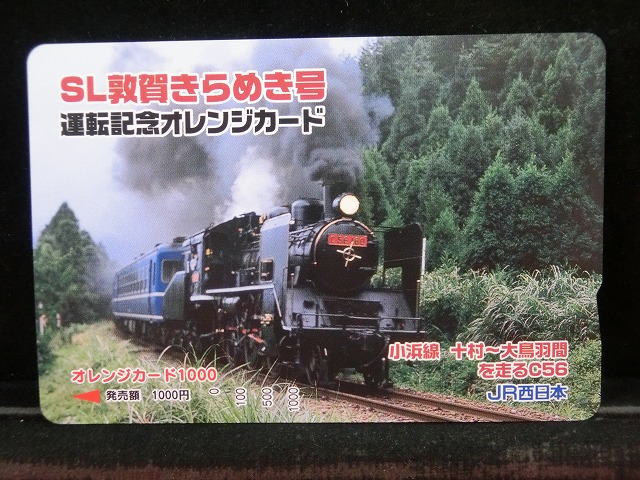 SL敦賀きらめき号
運転記念オレンジカード
小浜線 十村〜大鳥羽間
を走るC56
JR西日本
オレンジカード1000
発売額 1000円
0 100 500 1000